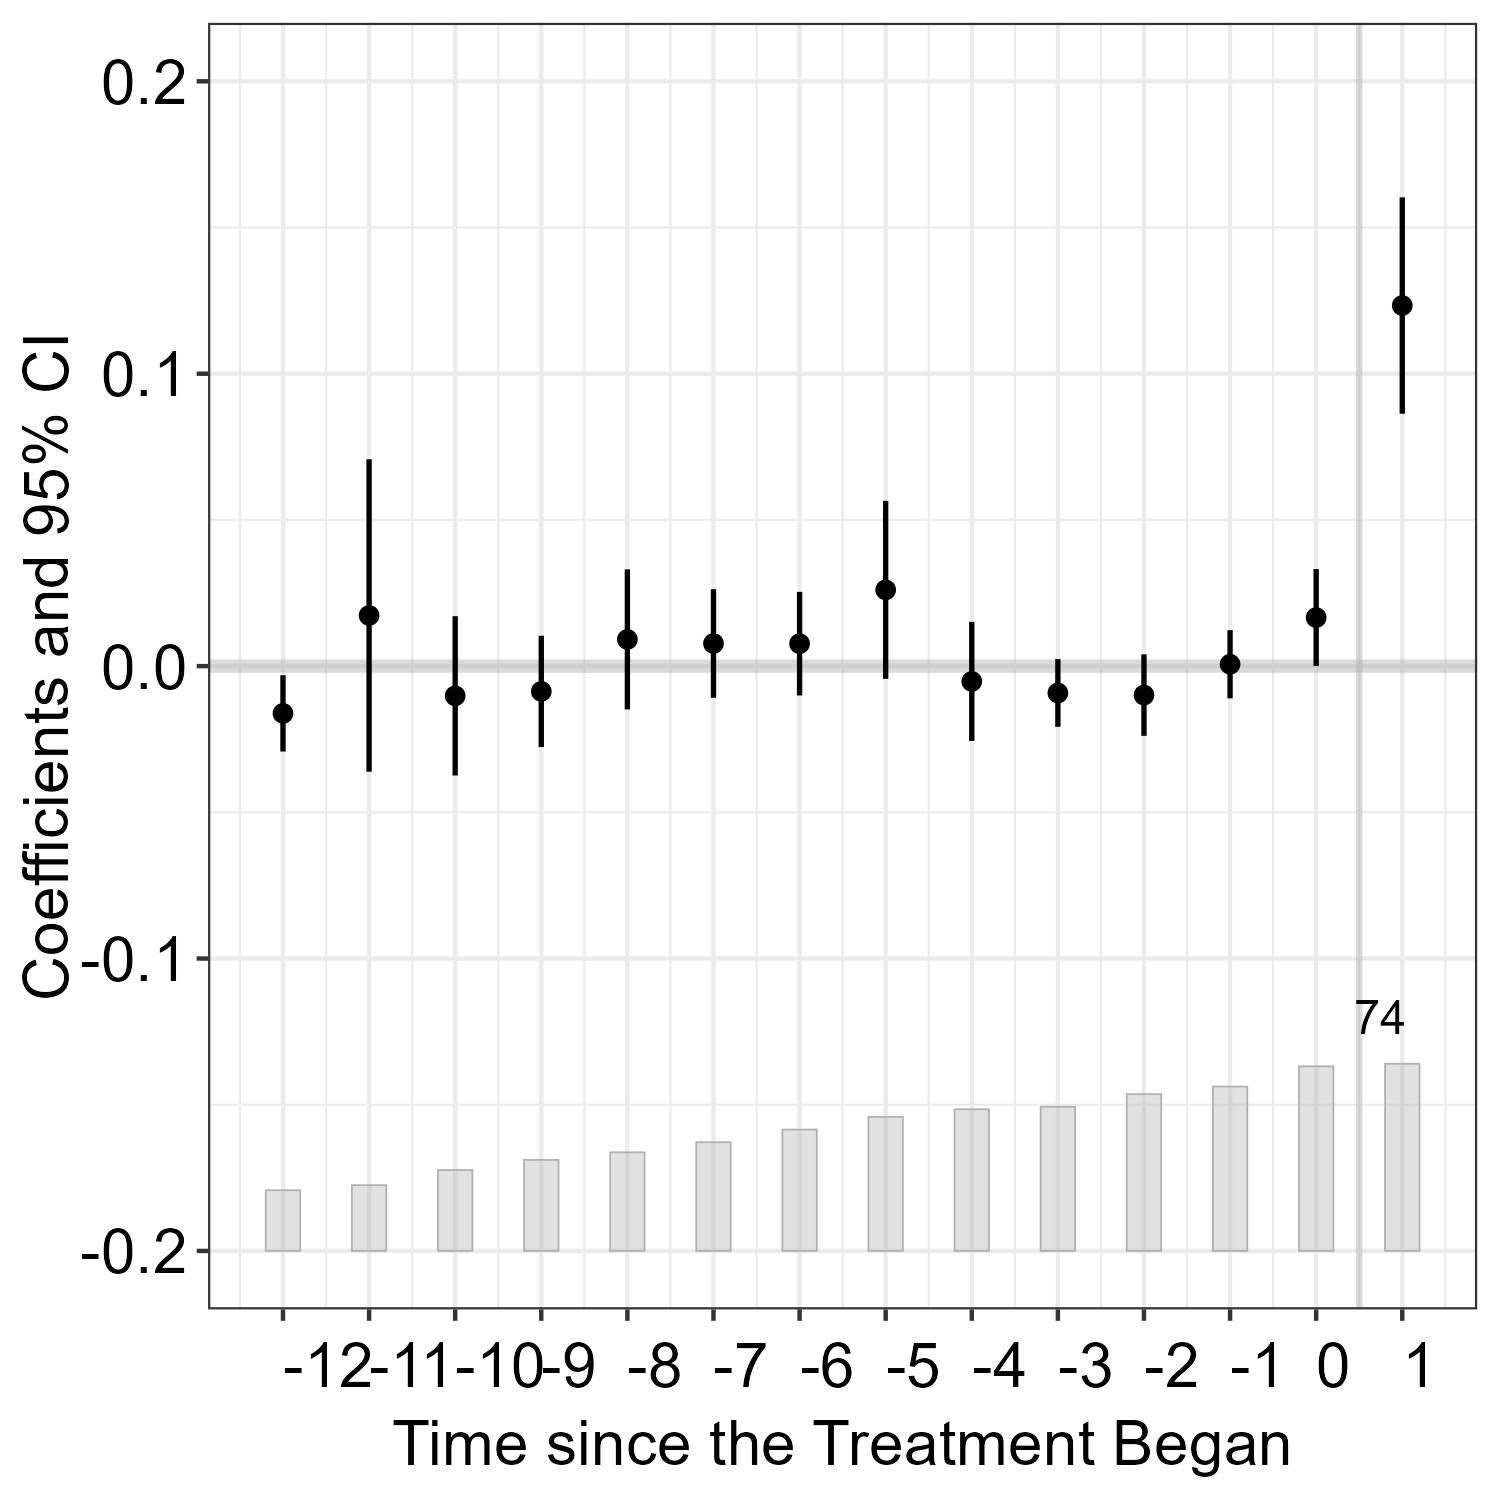 Coefficients and 95% CI
0.2
0.1
0.0
-0.1
-0.2
74
-12 -11 -10 -9 -8 -7 -6 -5 -4 -3 -2 -1 0 1
Time since the Treatment Began